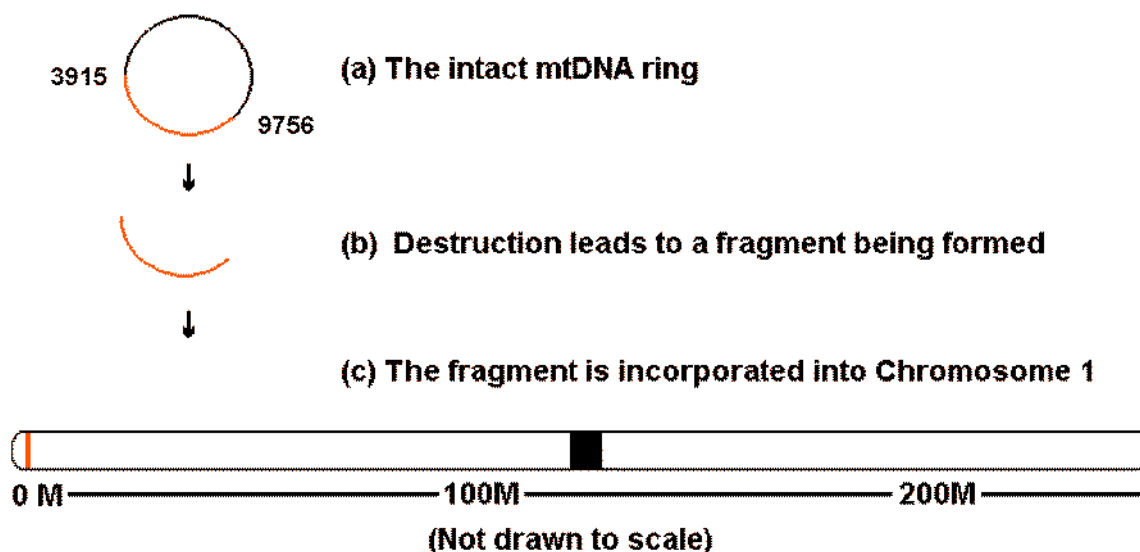 (a) The intact mtDNA ring
3915
9756
(b) Destruction leads to a fragment being formed
(c) The fragment is incorporated into Chromosome 1
0 M 100M 200M
(Not drawn to scale)